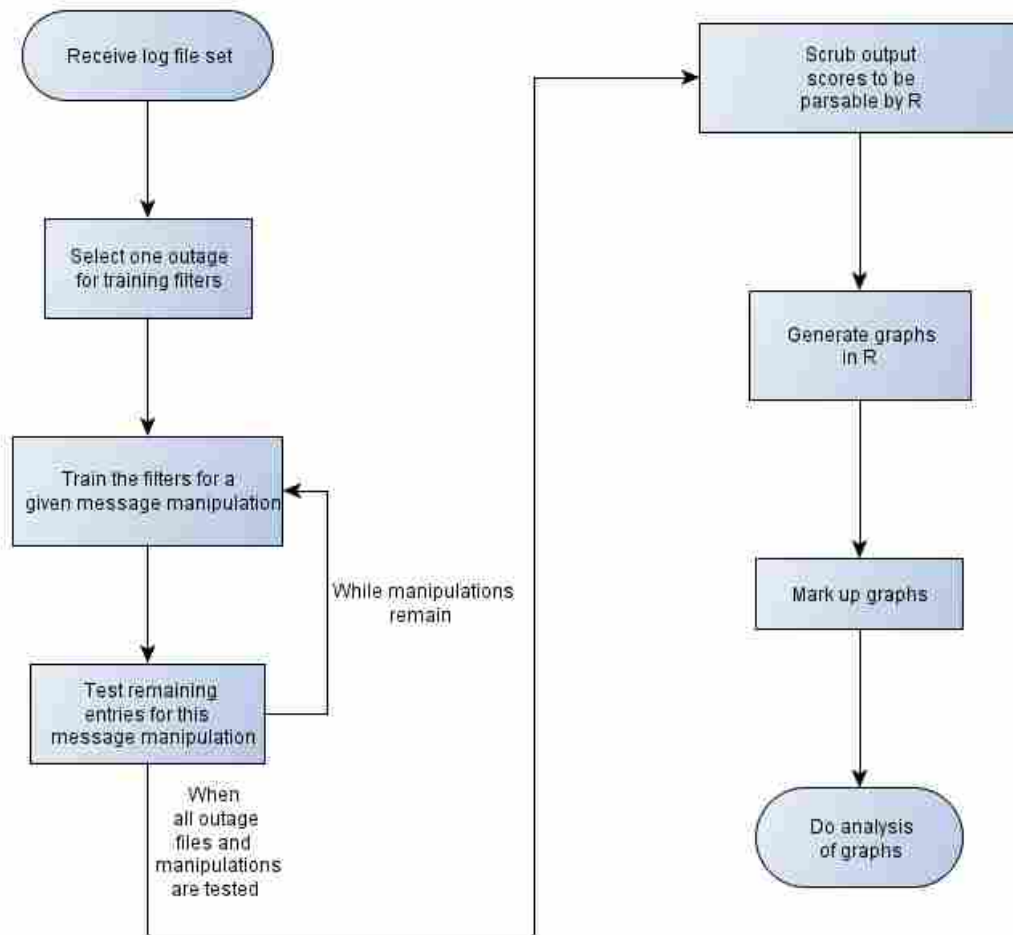 Receive log file set
Select one outage
for training filters
Train the filters for a
given message manipulation
While manipulations
remain
Test remaining
entries for this
message manipulation
When
all outage
files and
manipulations
are tested
Scrub output
scores to be
parsable by R
Generate graphs
in R
Mark up graphs
Do analysis
of graphs